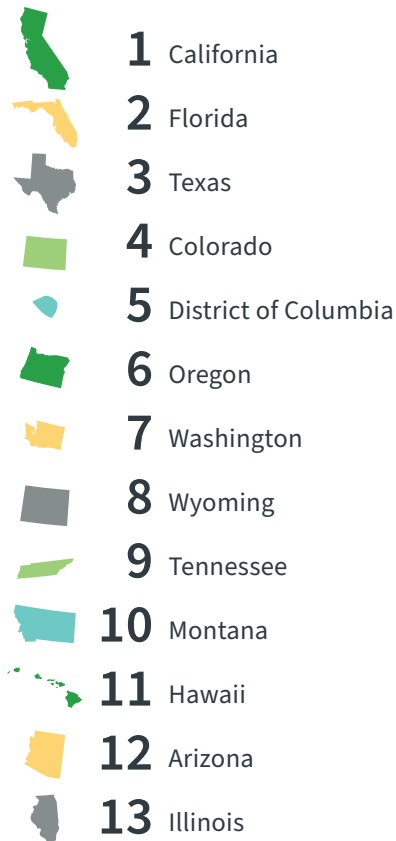 1 California
2 Florida
3 Texas
4 Colorado
5 District of Columbia
6 Oregon
7 Washington
8 Wyoming
9 Tennessee
10 Montana
11 Hawaii
12 Arizona
13 Illinois